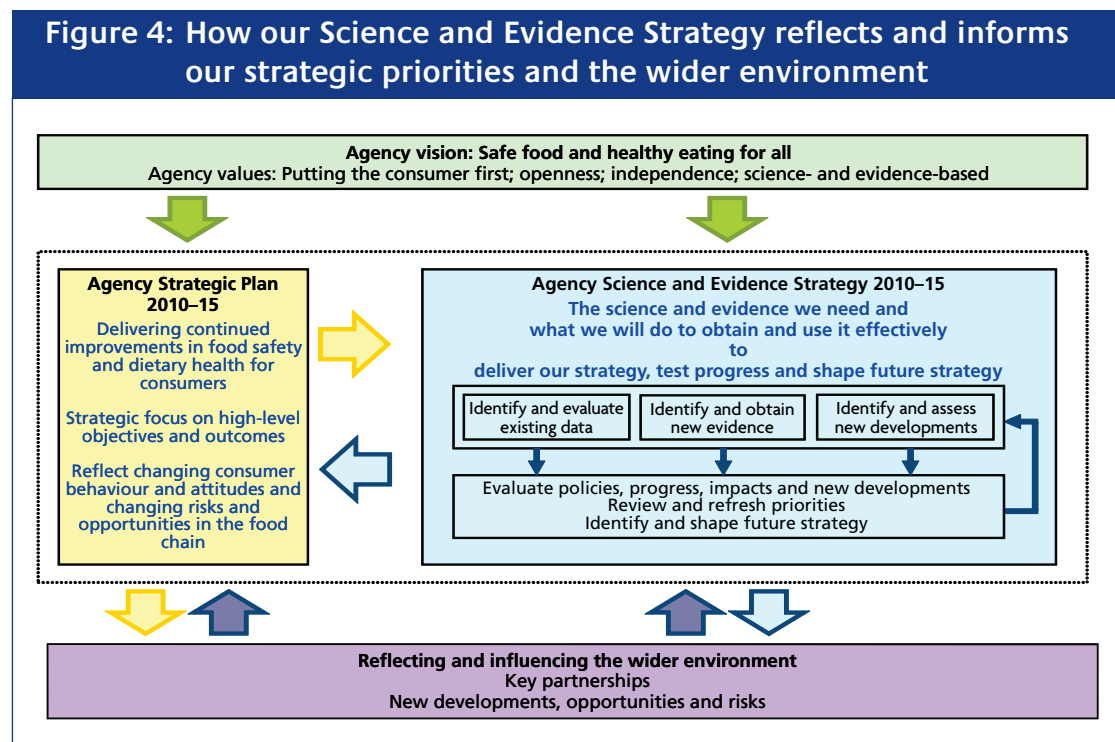 Figure 4: How our Science and Evidence Strategy reflects and informs
our strategic priorities and the wider environment
Agency vision: Safe food and healthy eating for all
Agency values: Putting the consumer first; openness; independence; science- and evidence-based
Agency Strategic Plan
2010–15
Delivering continued
improvements in food safety
and dietary health for
consumers
Strategic focus on high-level
objectives and outcomes
Reflect changing consumer
behaviour and attitudes and
changing risks and
opportunities in the food
chain
Agency Science and Evidence Strategy 2010–15
The science and evidence we need and
what we will do to obtain and use it effectively
to
deliver our strategy, test progress and shape future strategy
Identify and evaluate
existing data
Identify and obtain
new evidence
Identify and assess
new developments
Evaluate policies, progress, impacts and new developments
Review and refresh priorities
Identify and shape future strategy
Reflecting and influencing the wider environment
Key partnerships
New developments, opportunities and risks